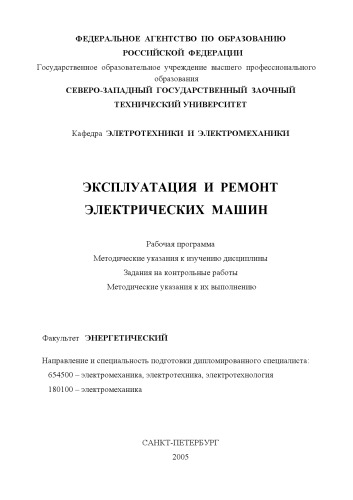 ФЕДЕРАЛЬНОЕ АГЕНТСТВО ПО ОБРАЗОВАНИЮ
РОССИЙСКОЙ ФЕДЕРАЦИИ
Государственное образовательное учреждение высшего профессионального
образования
СЕВЕРО-ЗАПАДНЫЙ ГОСУДАРСТВЕННЫЙ ЗАОЧНЫЙ
ТЕХНИЧЕСКИЙ УНИВЕРСИТЕТ
Кафедра ЭЛЕТРОТЕХНИКИ И ЭЛЕКТРОМЕХАНИКИ
ЭКСПЛУАТАЦИЯ И РЕМОНТ
ЭЛЕКТРИЧЕСКИХ МАШИН
Рабочая программа
Методические указания к изучению дисциплины
Задания на контрольные работы
Методические указания к их выполнению
Факультет ЭНЕРГЕТИЧЕСКИЙ
Направление и специальность подготовки дипломированного специалиста:
654500 – электромеханика, электротехника, электротехнология
180100 – электромеханика
САНКТ-ПЕТЕРБУРГ
2005